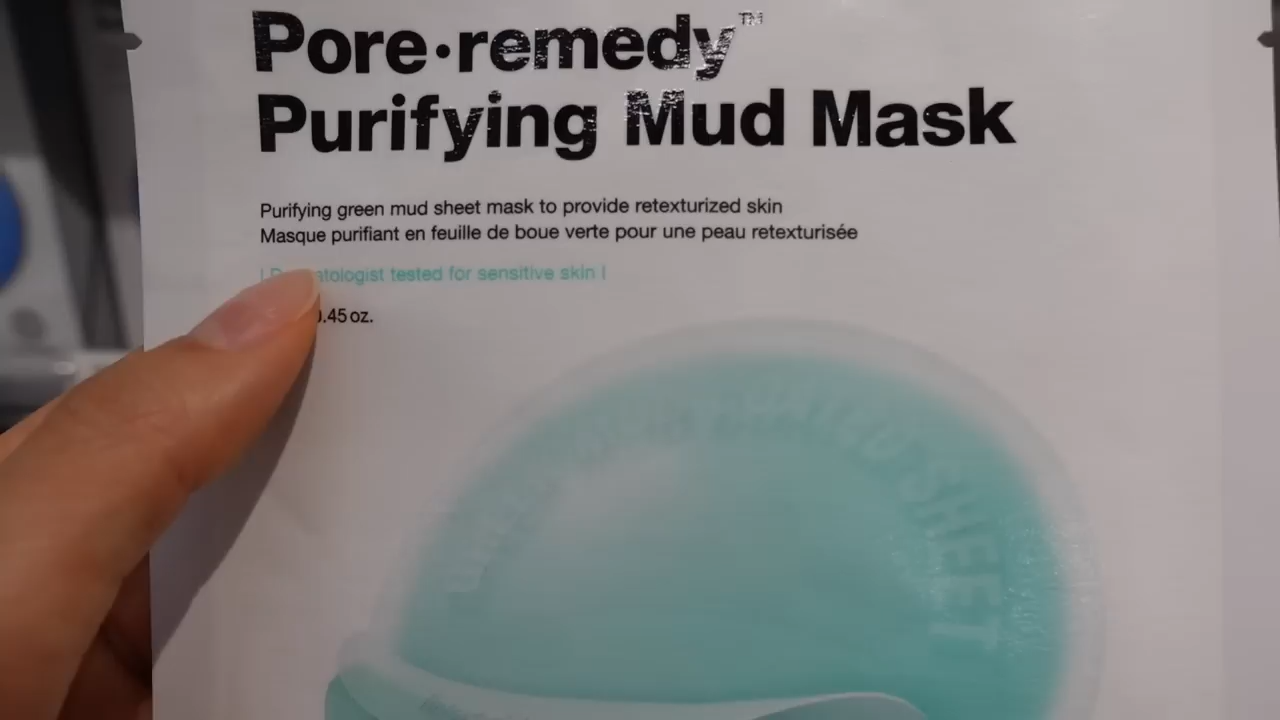 Pore·remedy™
Purifying Mud Mask
Purifying green mud sheet mask to provide retexturized skin
Masque purifiant en feuille de boue verte pour une peau retexturisée
tested for sensitive skin |
.45 oz.
SHEET